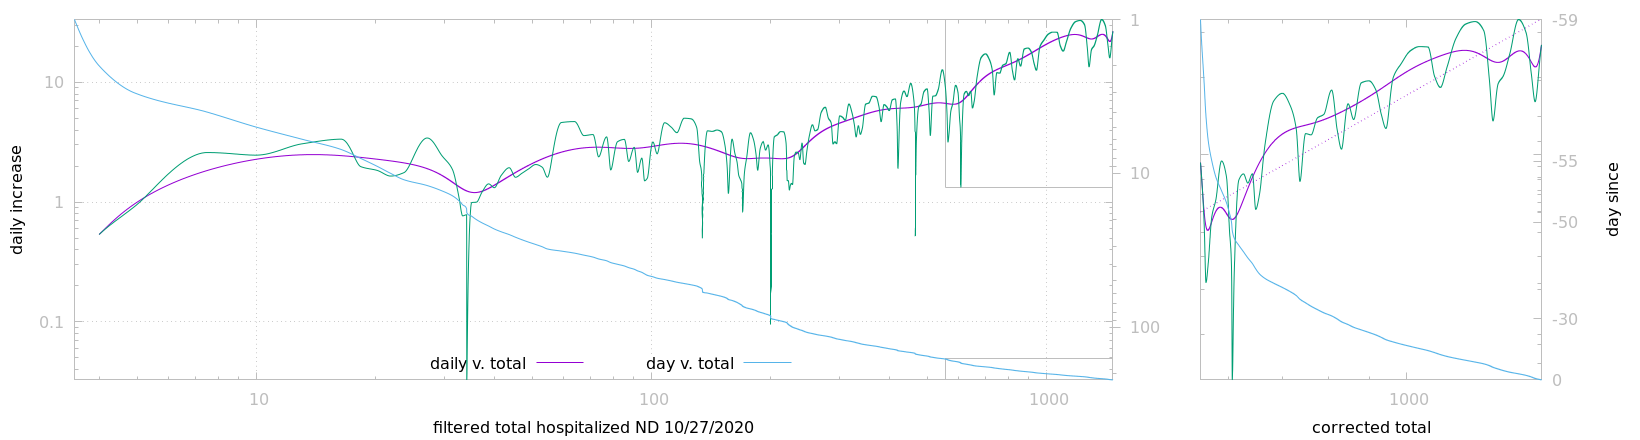 1
-59
10
daily increase
-55
10
1
-50
day since
-30
0.1
100
daily v. total
day v. total
0
10
100
1000
1000
filtered total hospitalized ND 10/27/2020
corrected total